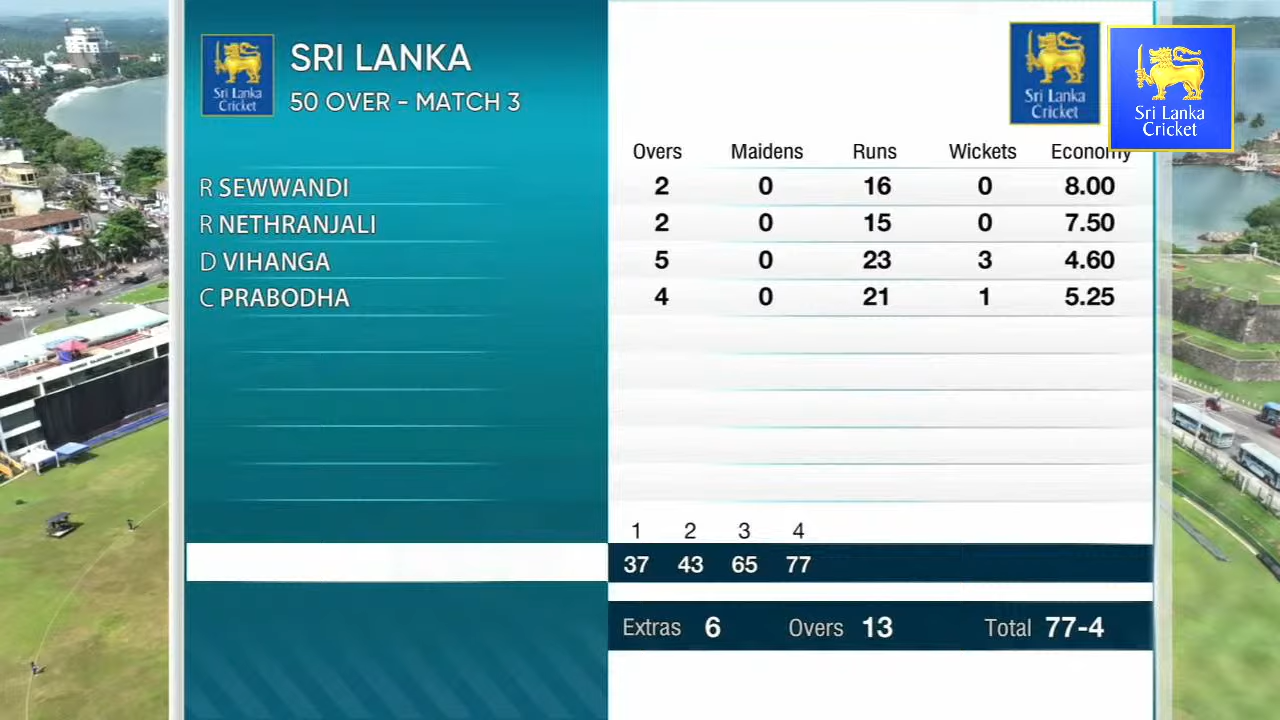 SRI LANKA
50 OVER - MATCH 3
Sri Lanka
Cricket
Sri Lanka
Cricket
Sri Lanka
Cricket
Overs Maidens Runs Wickets Economy
R SEWWANDI 2 0 16 0 8.00
R NETHRANJALI 2 0 15 0 7.50
D VIHANGA 5 0 23 3 4.60
C PRABODHA 4 0 21 1 5.25
1 2 3 4
37 43 65 77
Extras 6 Overs 13 Total 77-4